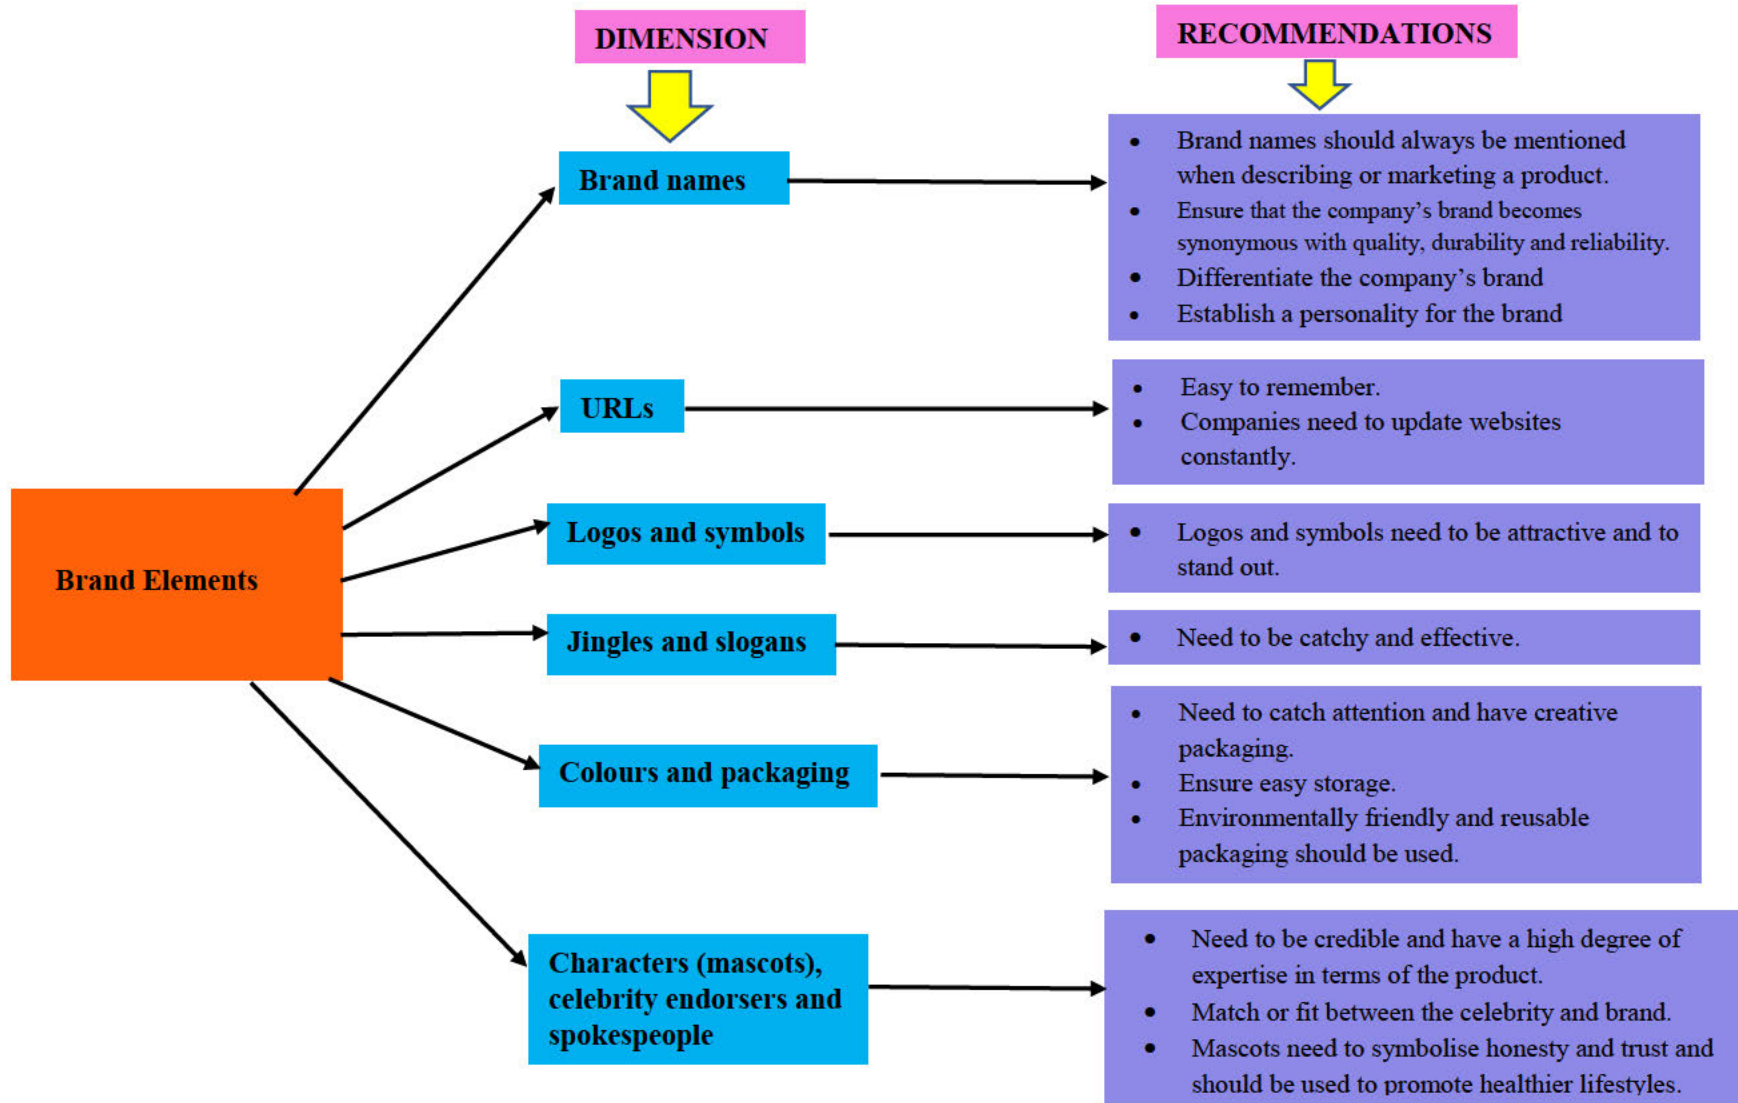 DIMENSION
RECOMMENDATIONS
Brand names
• Brand names should always be mentioned
when describing or marketing a product.
• Ensure that the company’s brand becomes
synonymous with quality, durability and reliability.
• Differentiate the company’s brand
• Establish a personality for the brand
URLs
• Easy to remember.
• Companies need to update websites
constantly.
Brand Elements
Logos and symbols
• Logos and symbols need to be attractive and to
stand out.
Jingles and slogans
• Need to be catchy and effective.
Colours and packaging
• Need to catch attention and have creative
packaging.
• Ensure easy storage.
• Environmentally friendly and reusable
packaging should be used.
Characters (mascots),
celebrity endorsers and
spokespeople
• Need to be credible and have a high degree of
expertise in terms of the product.
• Match or fit between the celebrity and brand.
• Mascots need to symbolise honesty and trust and
should be used to promote healthier lifestyles.